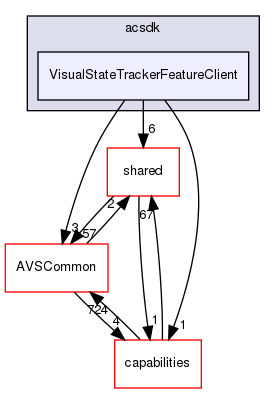 acsdk
VisualStateTrackerFeatureClient
6
shared
2
67
3
57
AVSCommon
724
4
1
1
capabilities